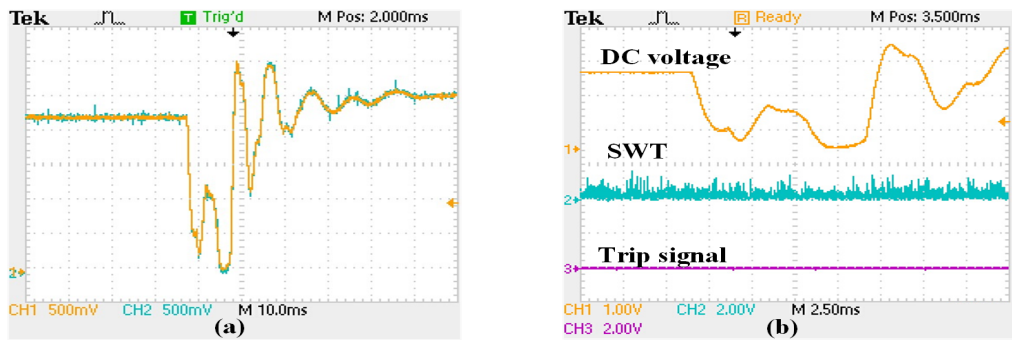 Tek T Trig'd M Pos: 2.000ms
2
CH1 500mV CH2 500mV M 10.0ms
(a)
Tek R Ready M Pos: 3.500ms
DC voltage
1
SWT
2
Trip signal
3
CH1 1.00V CH2 2.00V M 2.50ms
CH3 2.00V
(b)